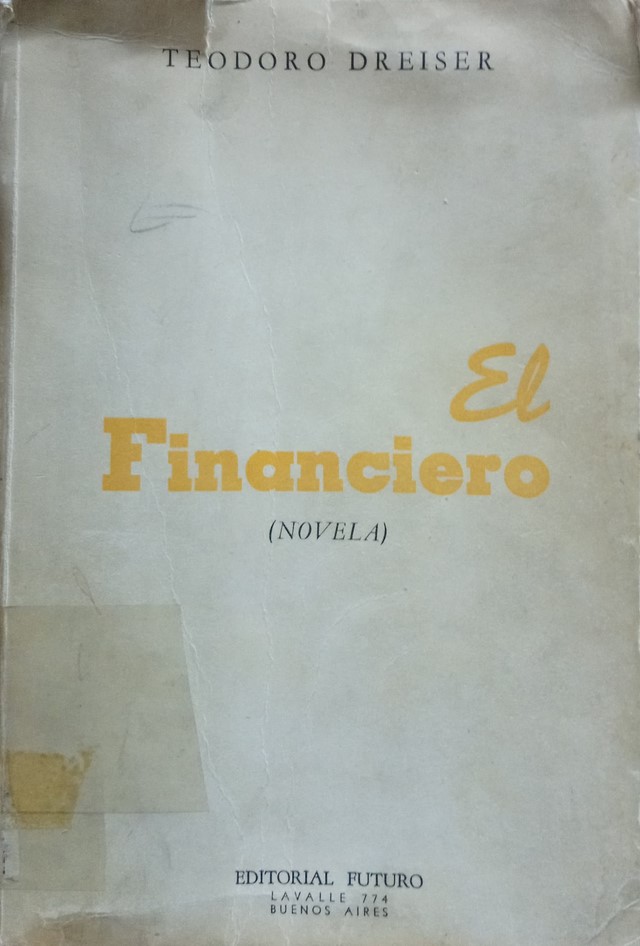 TEODORO DREISER
El
Financiero
(NOVELA)
EDITORIAL FUTURO
LAVALLE 774
BUENOS AIRES